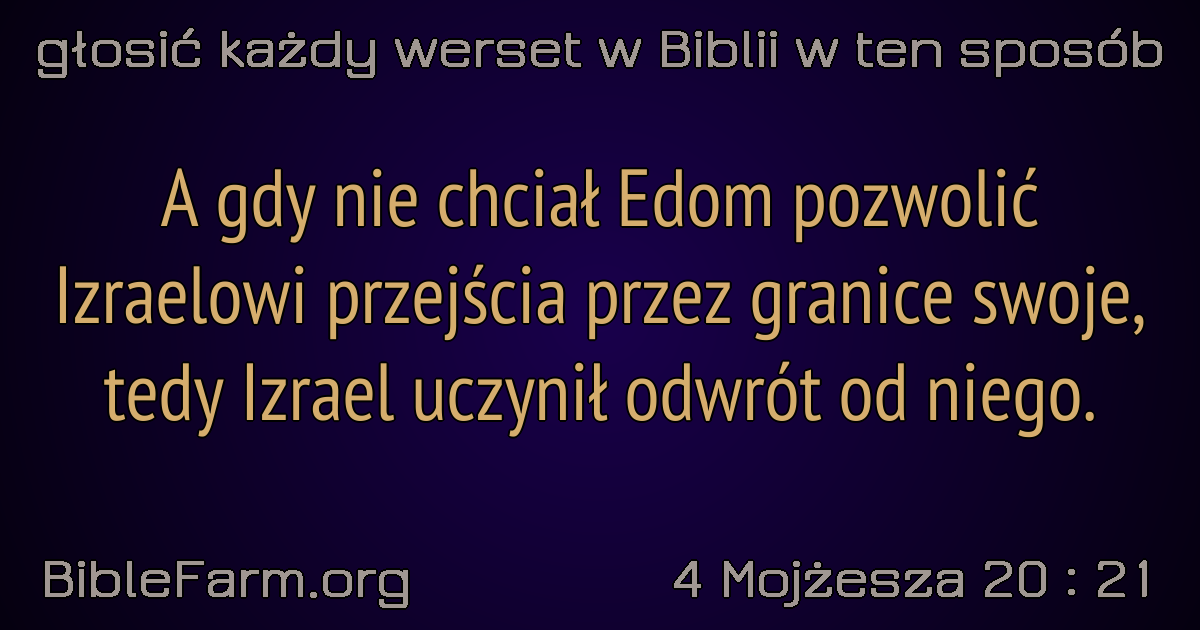 głosić każdy werset w Biblii w ten sposób
A gdy nie chciał Edom pozwolić
Izraelowi przejścia przez granice swoje,
tedy Izrael uczynił odwrót od niego.
BibleFarm.org
4 Mojżesza 20 : 21